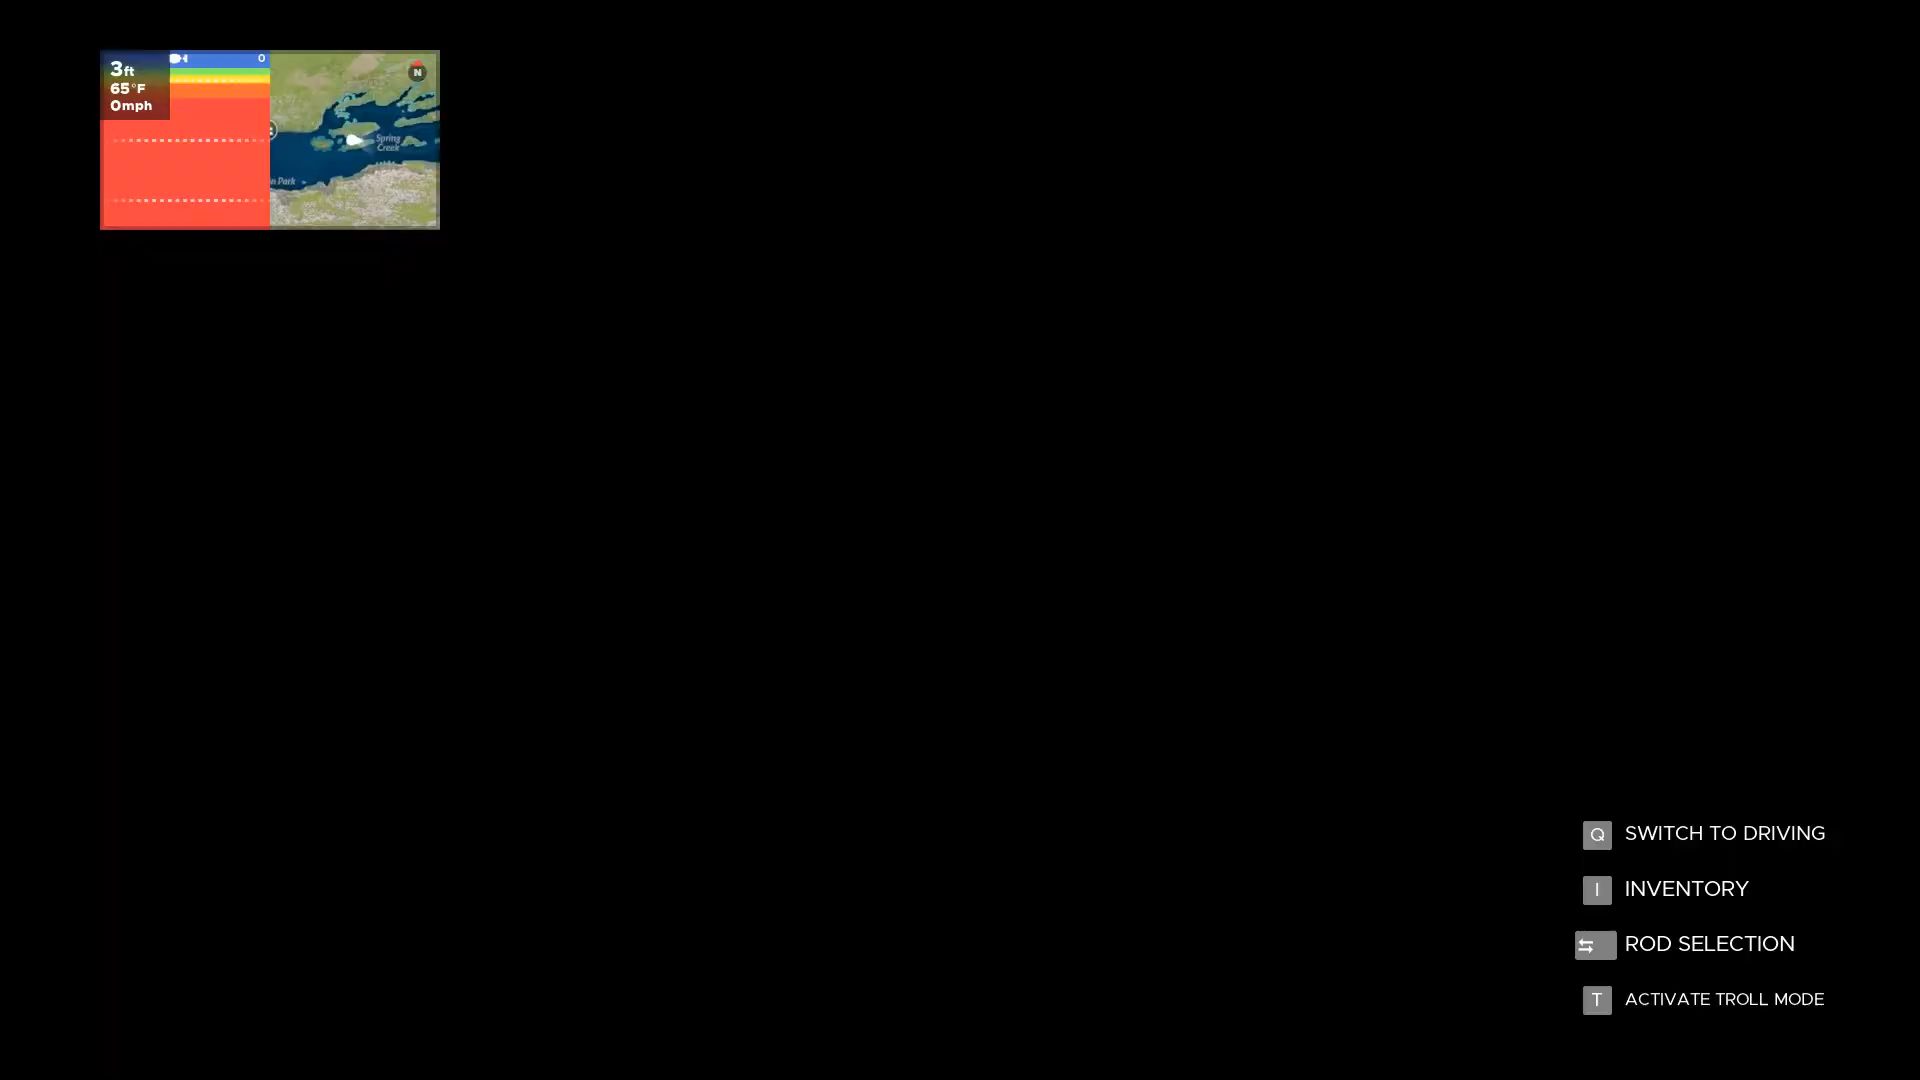 3ft
0
65°F
0mph
N
Spring
Creek
n Park
Q SWITCH TO DRIVING
I INVENTORY
ROD SELECTION
T ACTIVATE TROLL MODE